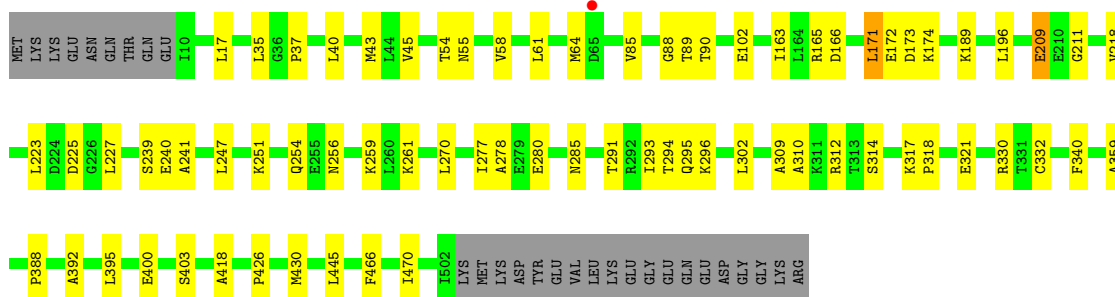 MET LYS LYS GLU ASN GLN THR GLN GLU I10 L17 L35 G36 P37 L40 M43 L44 V45 T54 N55 V58 L61 M64 D65 V85 G88 T89 T90 E102 I163 L164 R165 D166 L171 E172 D173 K174 K189 L196 E209 E210 G211 V218
L223 D224 D225 G226 L227 S239 E240 A241 L247 K251 Q254 E255 N256 K259 L260 K261 L270 I277 A278 E279 E280 N285 T291 R292 I293 T294 Q295 K296 L302 A309 A310 K311 R312 T313 S314 K317 P318 E321 R330 T331 C332 F340 A359
P388 A392 L395 E400 S403 A418 P426 M430 L445 F466 I470 I502 LYS MET LYS ASP TYR GLU VAL LEU LYS GLU GLY GLU GLN GLU ASP GLY GLY LYS ARG